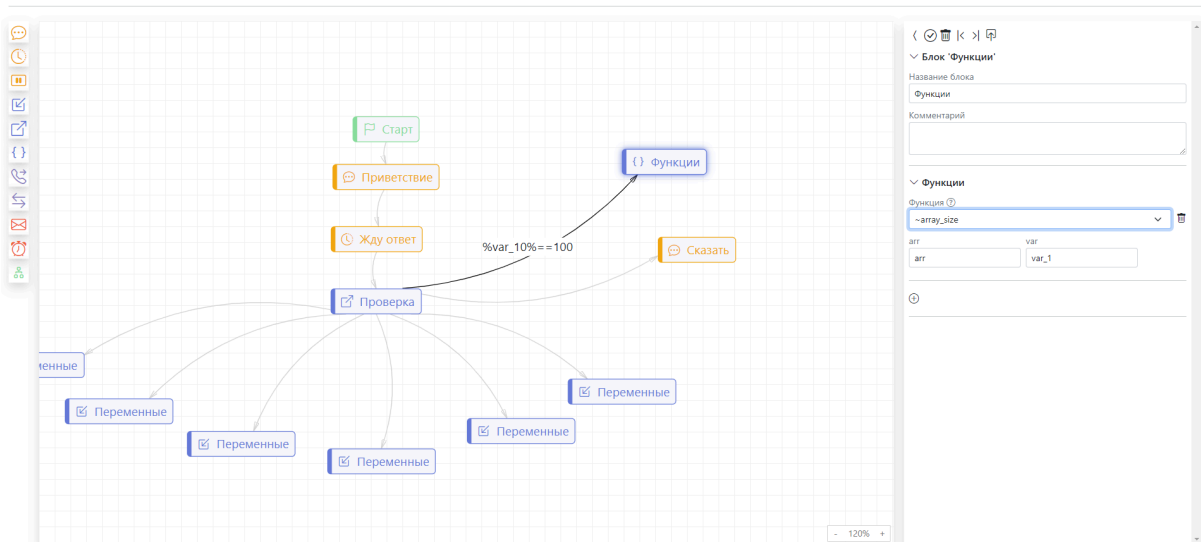 Старт
Приветствие
Жду ответ
Проверка
%var_10%==100
{ } Функции
Сказать
менные
Переменные
Переменные
Переменные
Переменные
Переменные
- 120% +
Блок 'Функции'
Название блока
Функции
Комментарий
Функции
Функция ?
~array_size
arr var
arr var_1